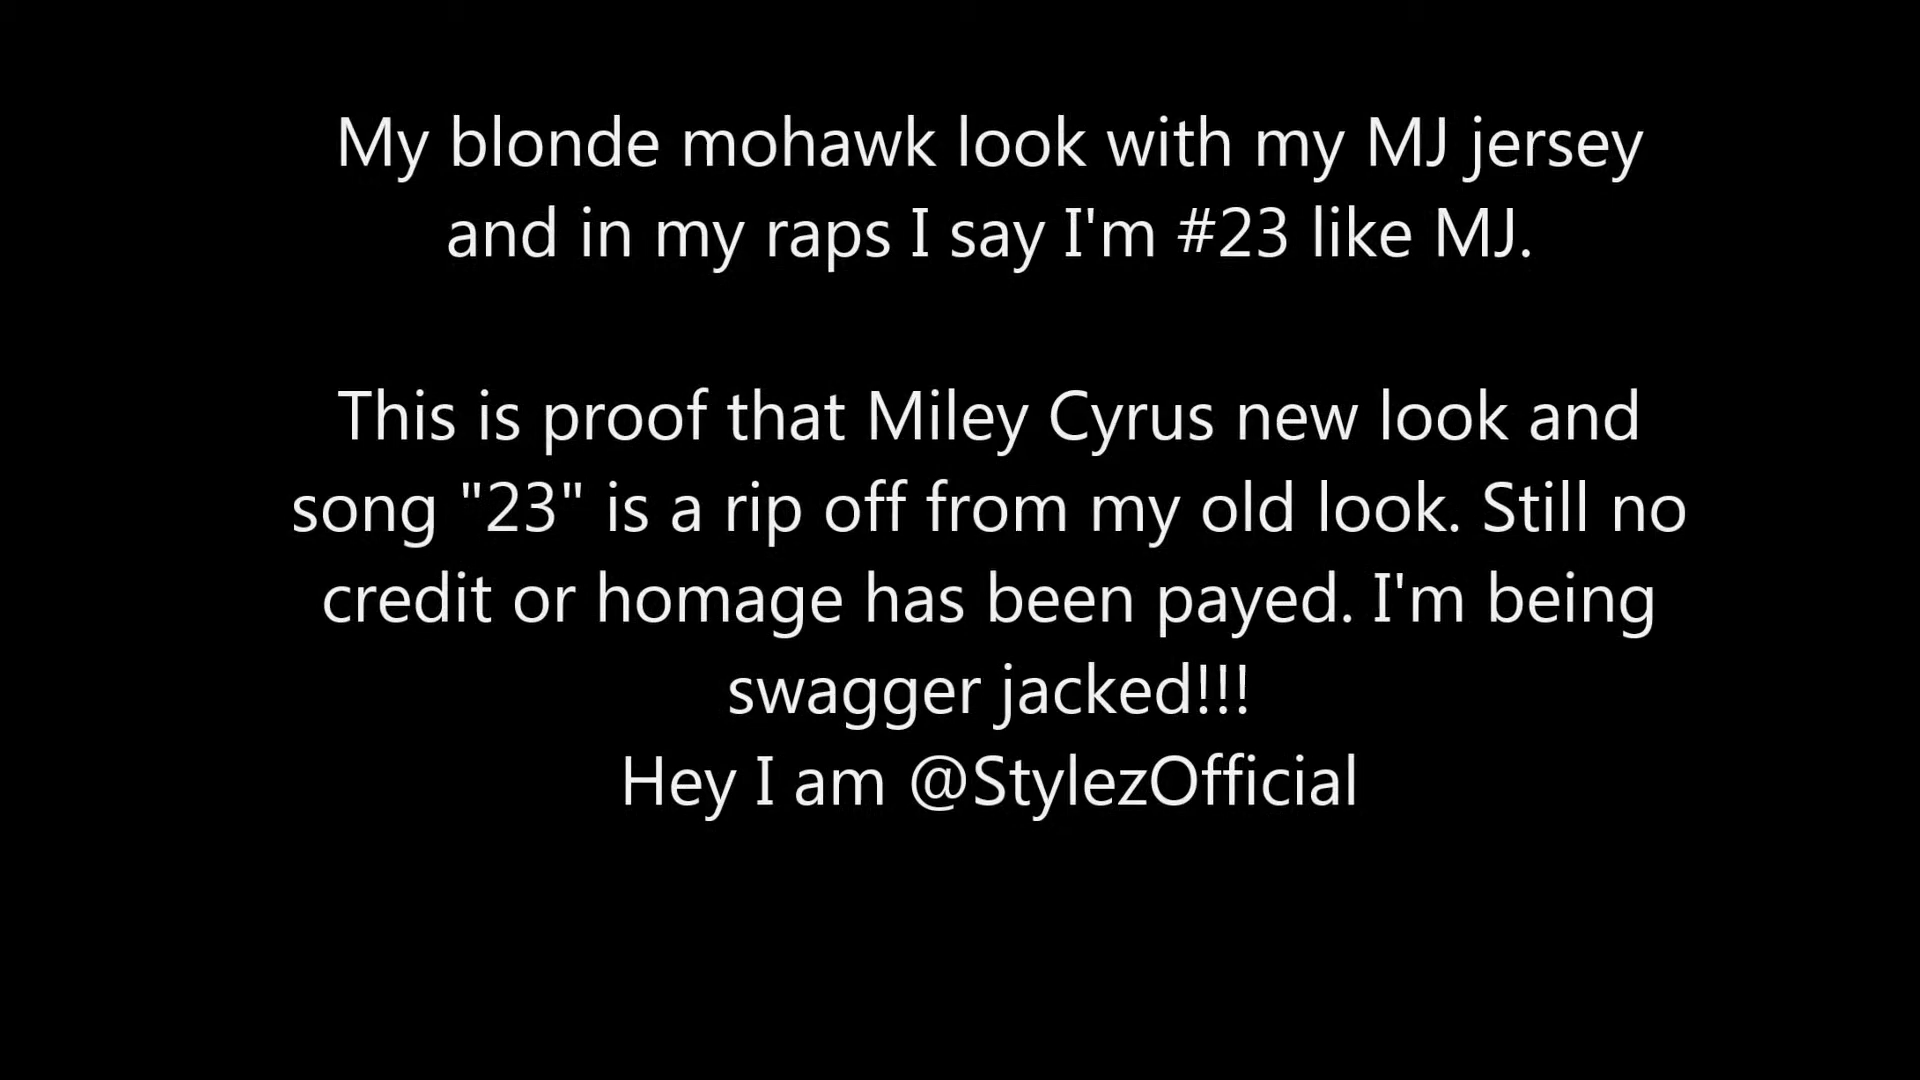 My blonde mohawk look with my MJ jersey
and in my raps I say I'm #23 like MJ.
This is proof that Miley Cyrus new look and
song "23" is a rip off from my old look. Still no
credit or homage has been payed. I'm being
swagger jacked!!!
Hey I am @StylezOfficial